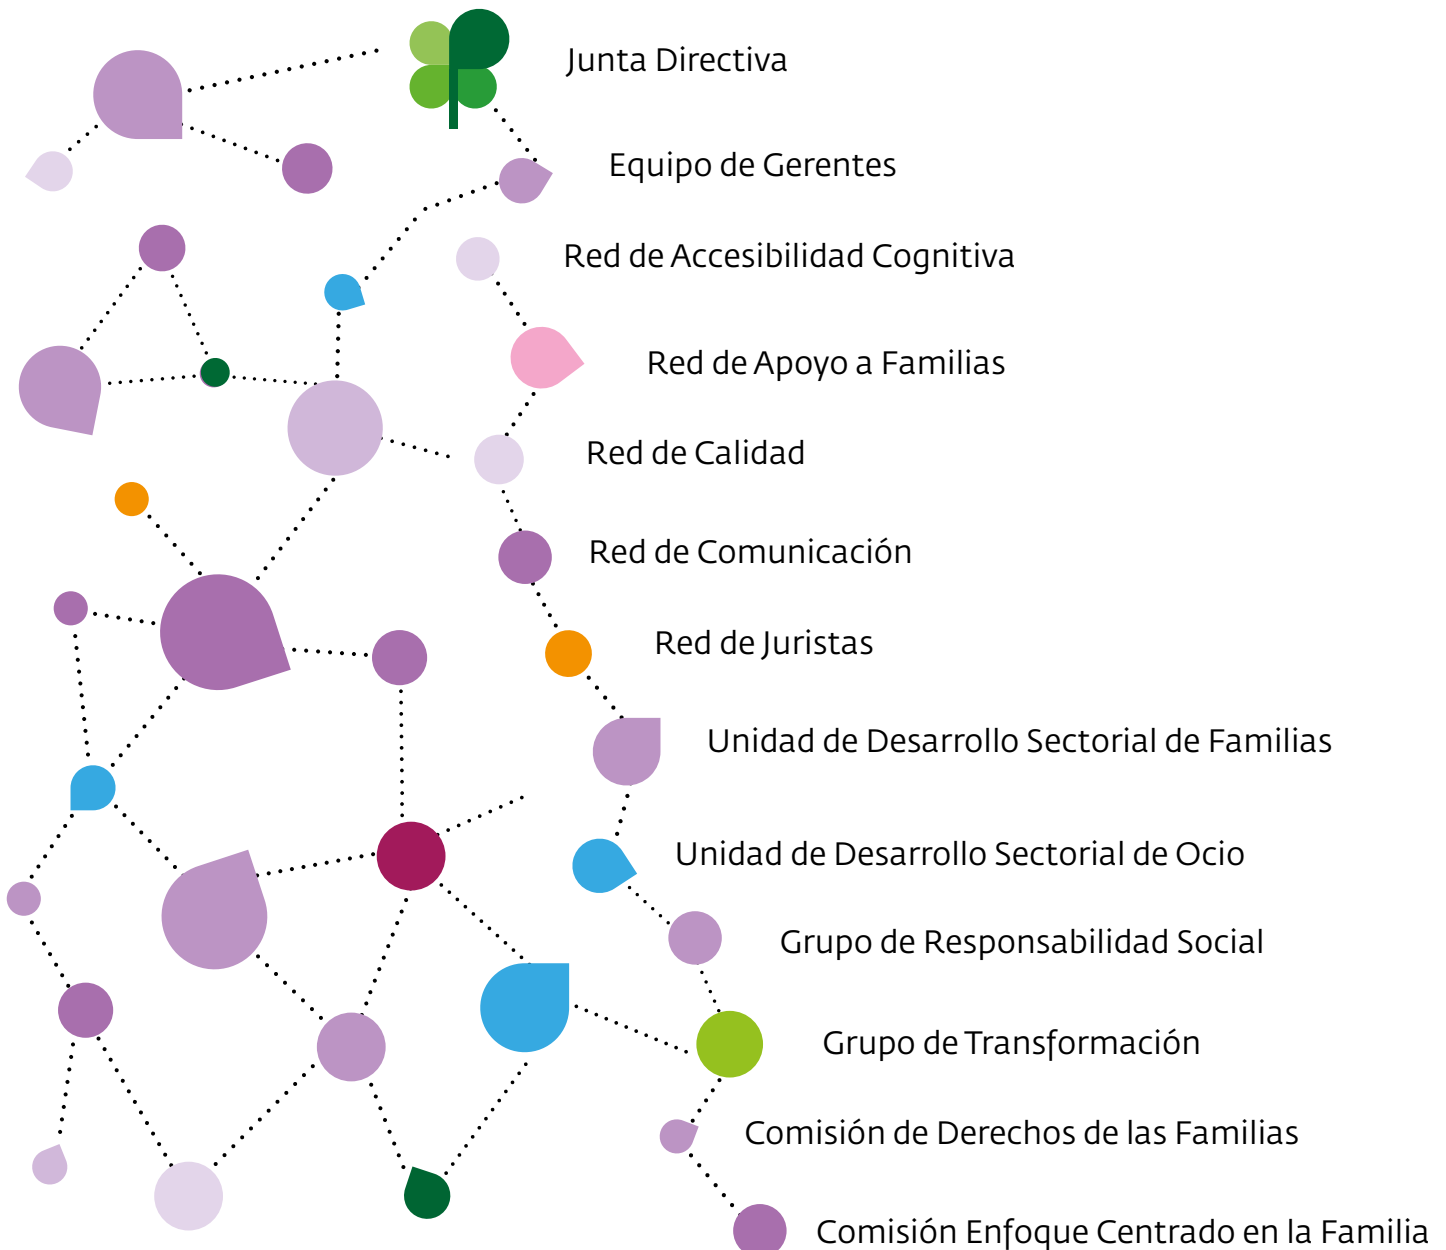 Junta Directiva
Equipo de Gerentes
Red de Accesibilidad Cognitiva
Red de Apoyo a Familias
Red de Calidad
Red de Comunicación
Red de Juristas
Unidad de Desarrollo Sectorial de Familias
Unidad de Desarrollo Sectorial de Ocio
Grupo de Responsabilidad Social
Grupo de Transformación
Comisión de Derechos de las Familias
Comisión Enfoque Centrado en la Familia